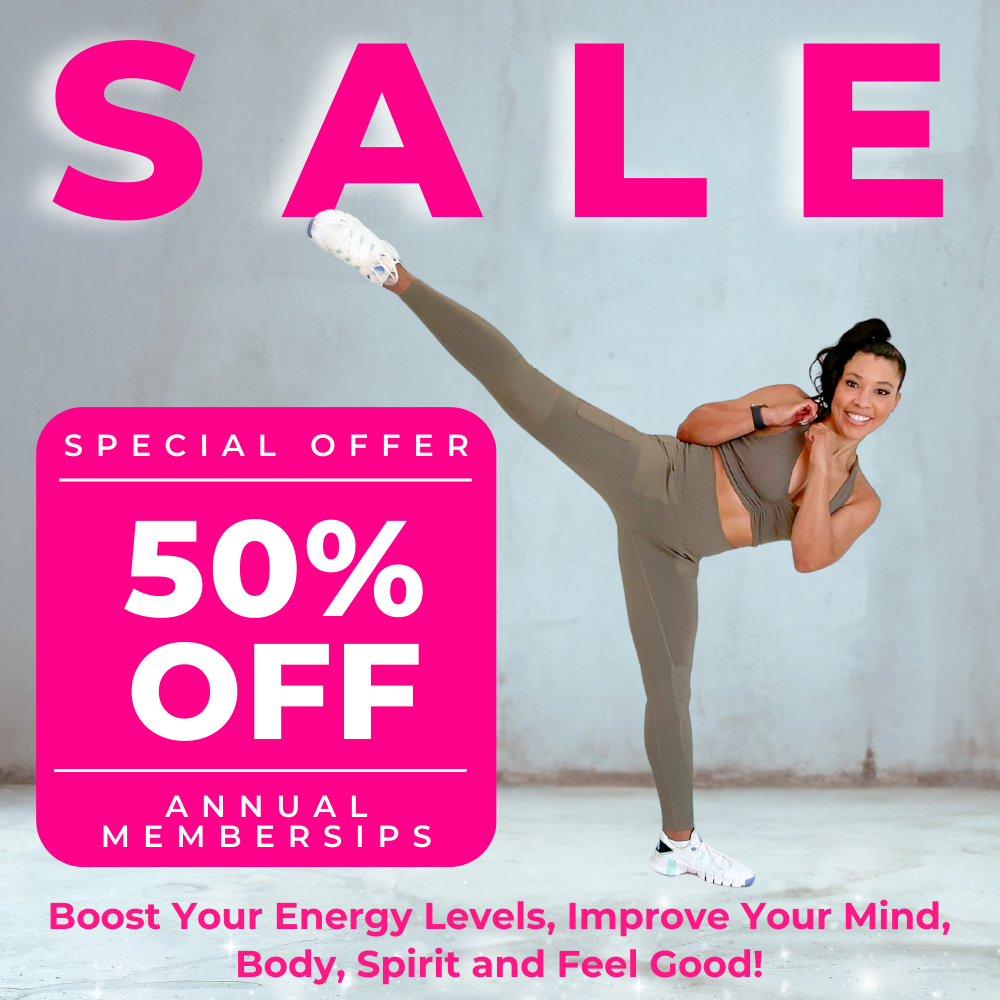 SALE
SPECIAL OFFER
50%
OFF
ANNUAL
MEMBERSIPS
Boost Your Energy Levels, Improve Your Mind,
Body, Spirit and Feel Good!